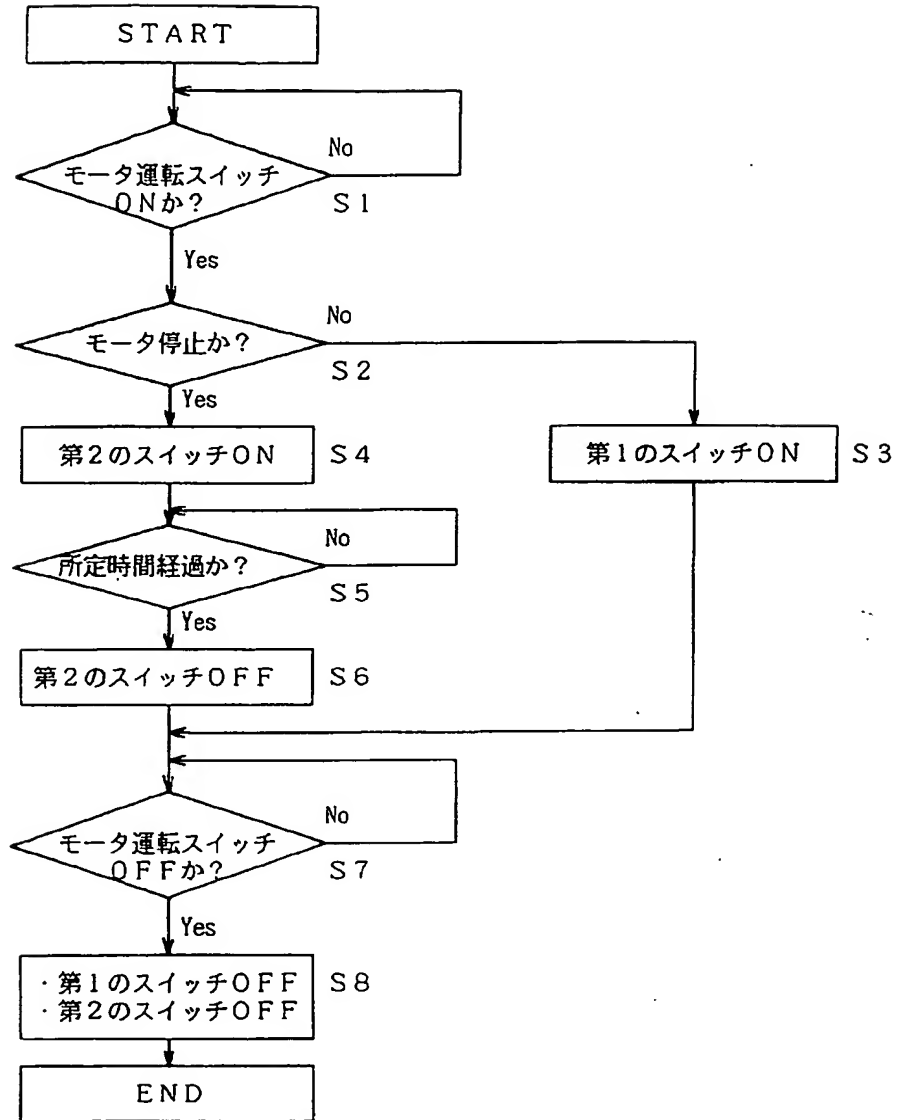 ＳＴＡＲＴ
No
モータ運転スイッチ
ＯＮか？
Ｓ１
Yes
No
モータ停止か？
Ｓ２
Yes
第２のスイッチＯＮ
Ｓ４
第１のスイッチＯＮ
Ｓ３
No
所定時間経過か？
Ｓ５
Yes
第２のスイッチＯＦＦ
Ｓ６
No
モータ運転スイッチ
ＯＦＦか？
Ｓ７
Yes
・第１のスイッチＯＦＦ
Ｓ８
・第２のスイッチＯＦＦ
ＥＮＤ